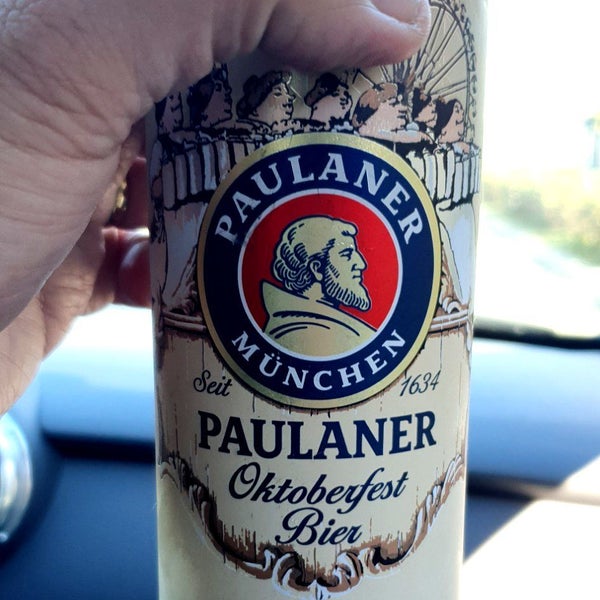 PAULANER
MÜNCHEN
Seit 1634
PAULANER
Oktoberfest
Bier